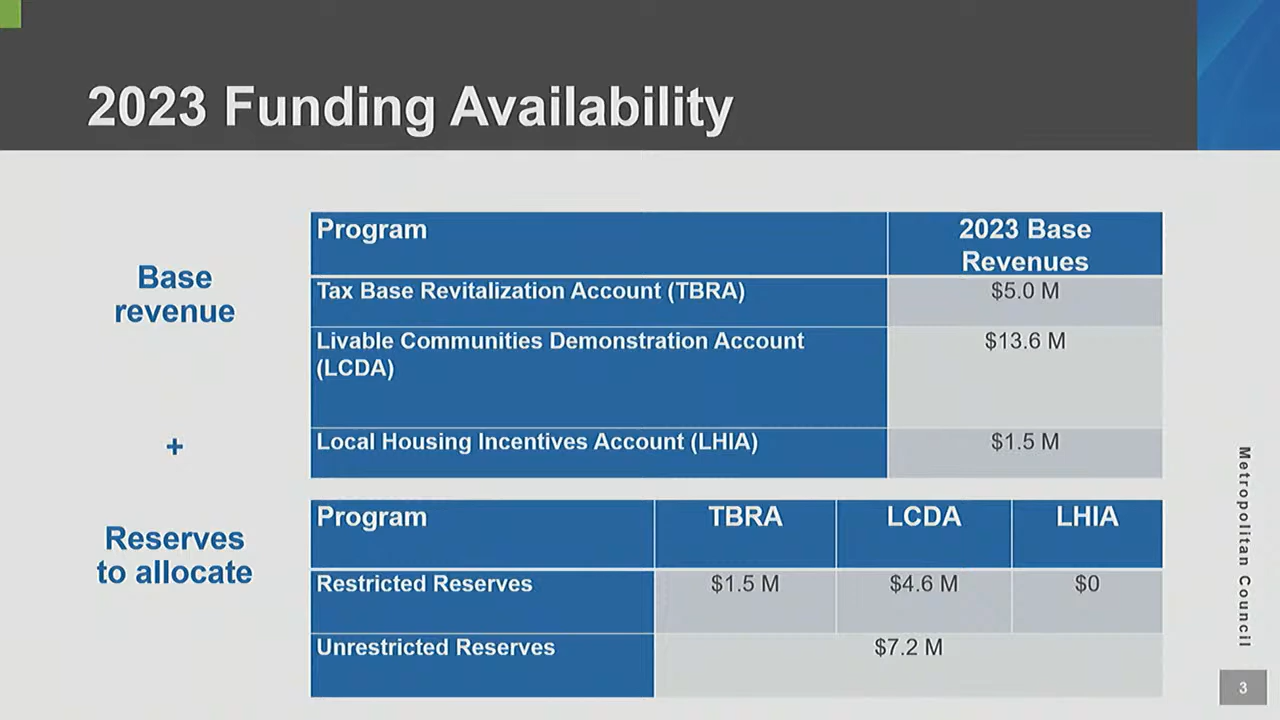 2023 Funding Availability
Base
revenue
+
Reserves
to allocate
Program
2023 Base
Revenues
Tax Base Revitalization Account (TBRA)
$5.0 M
Livable Communities Demonstration Account
(LCDA)
$13.6 M
Local Housing Incentives Account (LHIA)
$1.5 M
Program
TBRA
LCDA
LHIA
Restricted Reserves
$1.5 M
$4.6 M
$0
Unrestricted Reserves
$7.2 M
Metropolitan Council
3